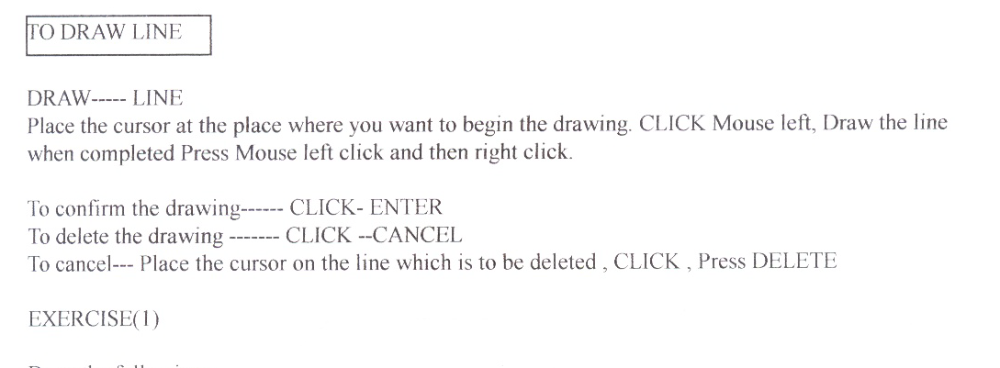 TO DRAW LINE
DRAW----- LINE
Place the cursor at the place where you want to begin the drawing. CLICK Mouse left, Draw the line
when completed Press Mouse left click and then right click.
To confirm the drawing------ CLICK- ENTER
To delete the drawing ------- CLICK --CANCEL
To cancel--- Place the cursor on the line which is to be deleted , CLICK , Press DELETE
EXERCISE(1)